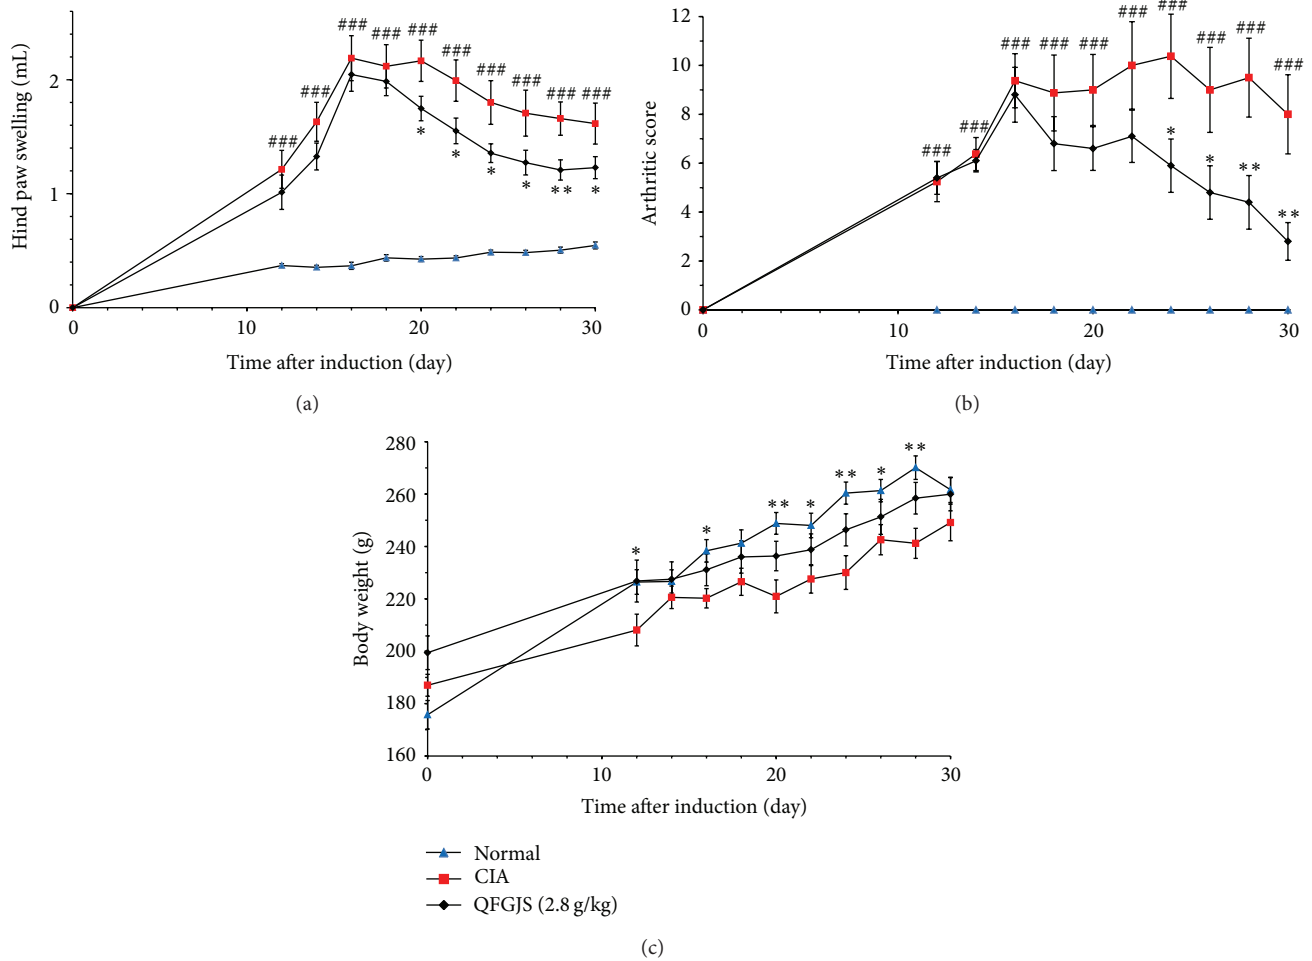 Hind paw swelling (mL)
2
1
0
### ### ### ### ### ### ### ### ### ###
* * * * ** *
0 10 20 30
Time after induction (day)
(a)
Arthritic score
12
10
8
6
4
2
0
### ### ### ### ### ### ### ### ### ###
* * ** **
0 10 20 30
Time after induction (day)
(b)
Body weight (g)
280
260
240
220
200
180
160
* * ** * ** * **
0 10 20 30
Time after induction (day)
Normal
CIA
QFGJS (2.8 g/kg)
(c)